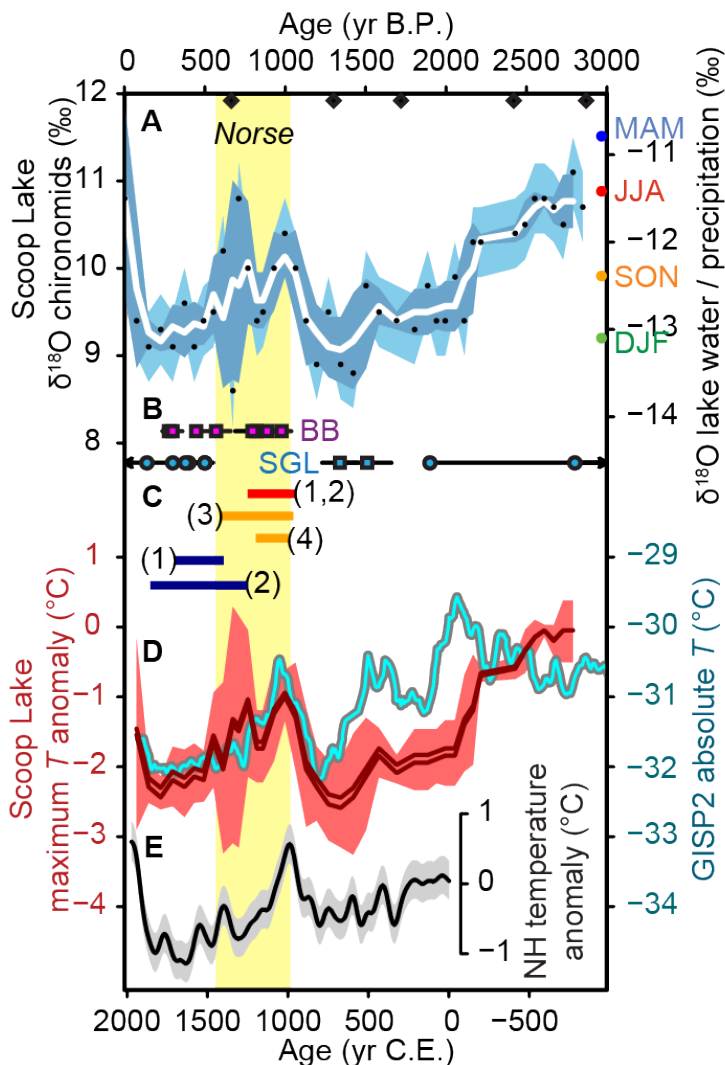 Age (yr B.P.)
0 500 1000 1500 2000 2500 3000
Scoop Lake
δ¹⁸O chironomids (‰)
12
11
10
9
8
A
Norse
MAM
JJA
SON
DJF
−11
−12
−13
−14
δ¹⁸O lake water / precipitation (‰)
B
BB
SGL
C
(1,2)
(3)
(4)
(1)
(2)
Scoop Lake
maximum T anomaly (°C)
1
0
−1
−2
−3
−4
D
−29
−30
−31
−32
−33
−34
GISP2 absolute T (°C)
E
1
0
−1
NH temperature
anomaly (°C)
2000 1500 1000 500 0 −500
Age (yr C.E.)